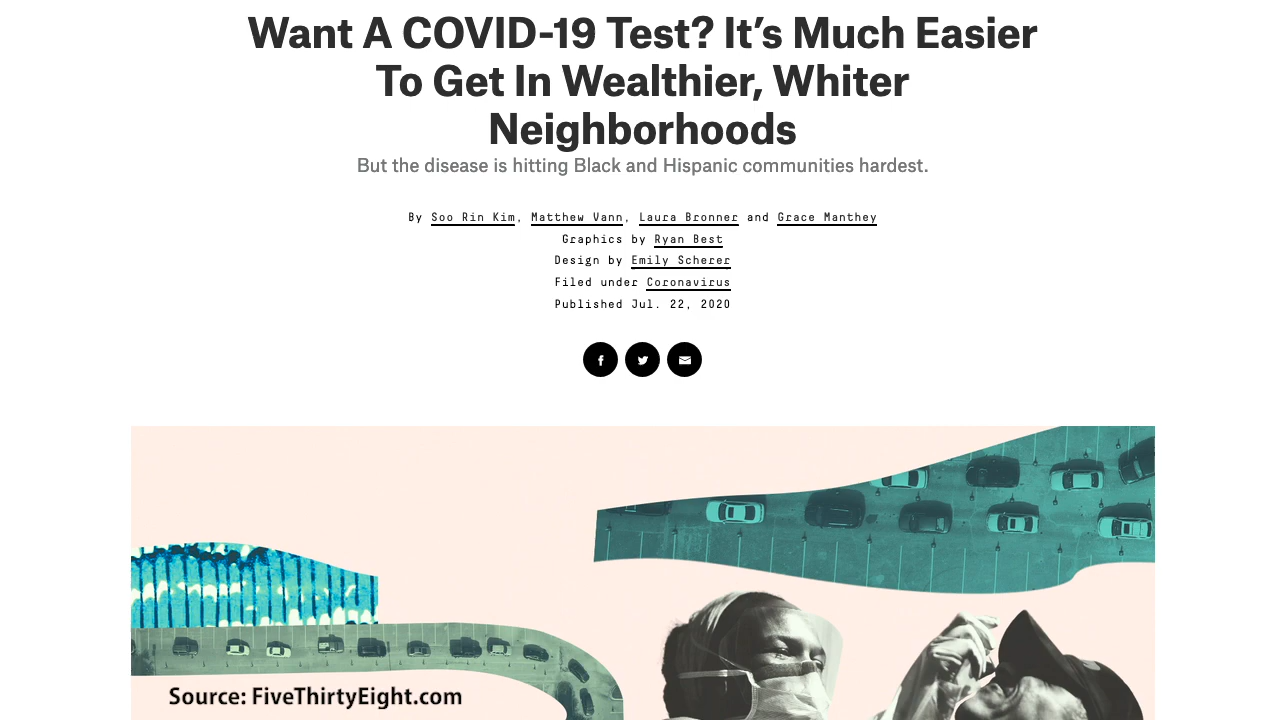 Want A COVID-19 Test? It’s Much Easier
To Get In Wealthier, Whiter
Neighborhoods
But the disease is hitting Black and Hispanic communities hardest.
By Soo Rin Kim, Matthew Vann, Laura Bronner and Grace Manthey
Graphics by Ryan Best
Design by Emily Scherer
Filed under Coronavirus
Published Jul. 22, 2020
Source: FiveThirtyEight.com